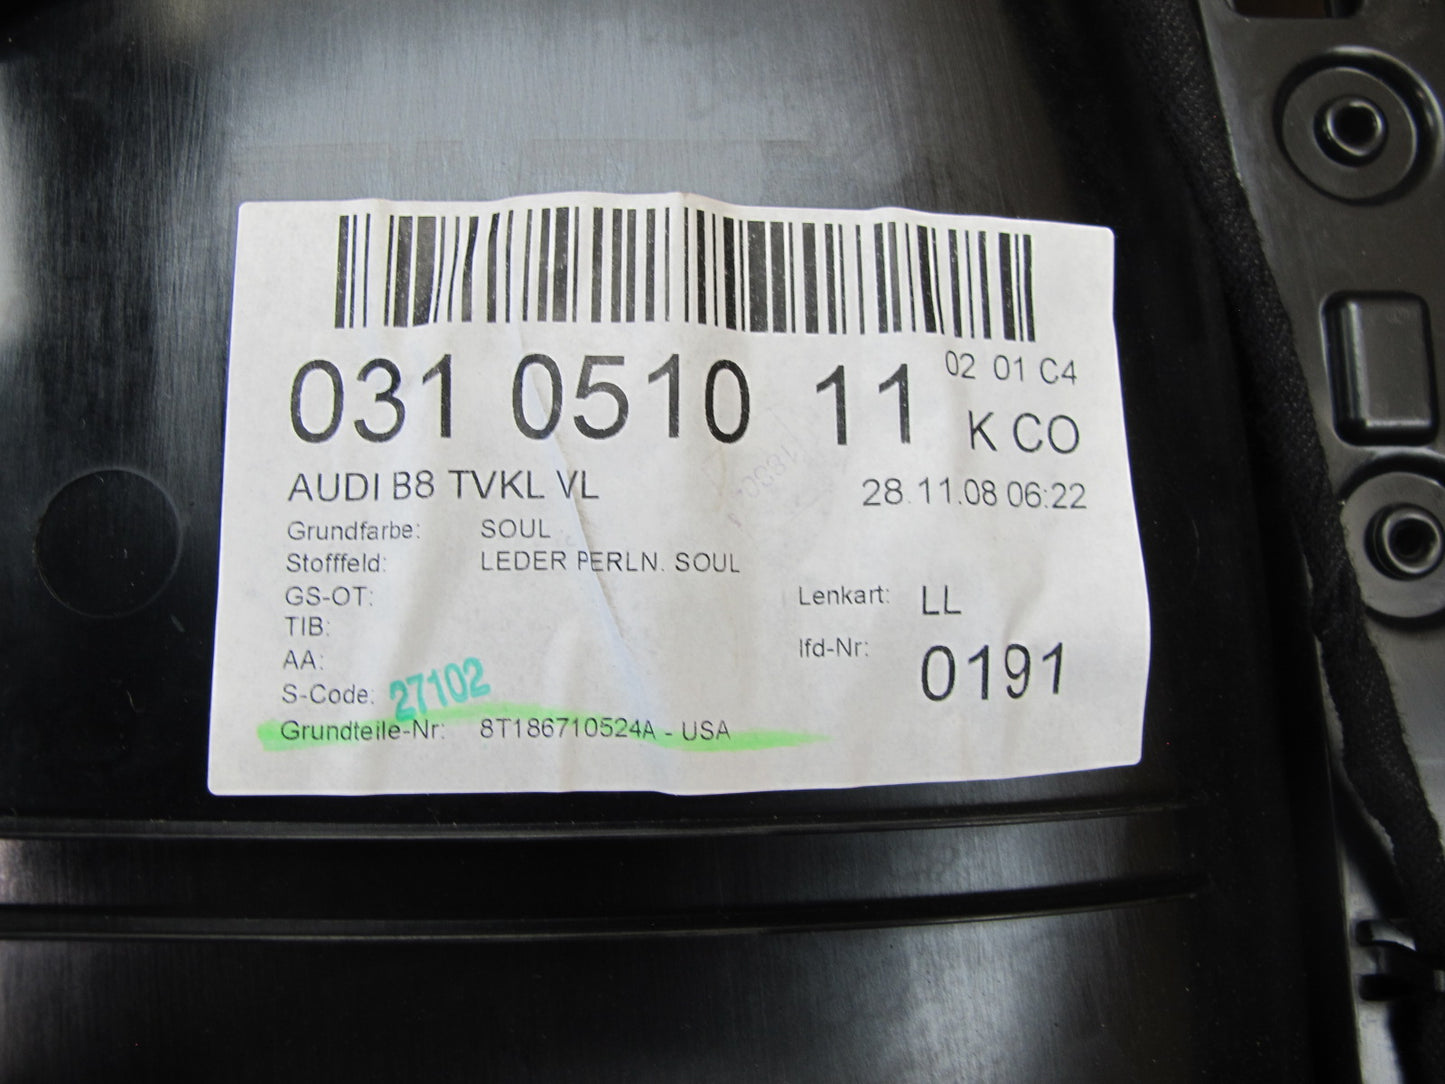 031 0510 11 02 01 C4
K CO
AUDI B8 TVKL VL 28.11.08 06:22
Grundfarbe: SOUL
Stofffeld: LEDER PERLN. SOUL
GS-OT: Lenkart: LL
TIB:
AA: lfd-Nr: 0191
S-Code: 27102
Grundteile-Nr: 8T186710524A - USA